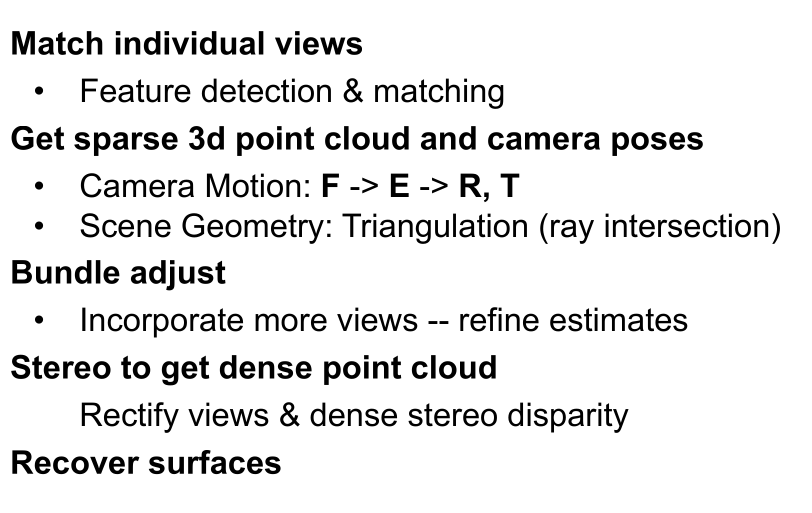 Match individual views
• Feature detection & matching
Get sparse 3d point cloud and camera poses
• Camera Motion: F -> E -> R, T
• Scene Geometry: Triangulation (ray intersection)
Bundle adjust
• Incorporate more views -- refine estimates
Stereo to get dense point cloud
Rectify views & dense stereo disparity
Recover surfaces